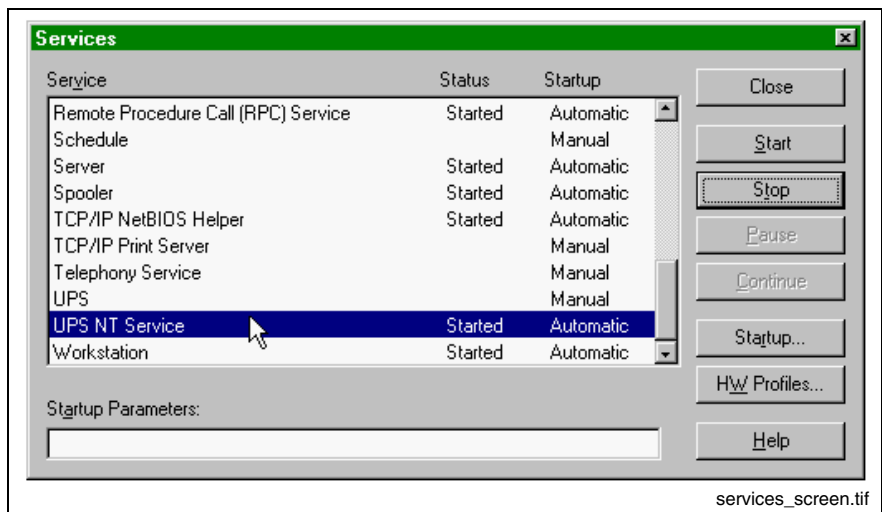 Services
Service Status Startup
Remote Procedure Call (RPC) Service Started Automatic
Schedule Manual
Server Started Automatic
Spooler Started Automatic
TCP/IP NetBIOS Helper Started Automatic
TCP/IP Print Server Manual
Telephony Service Manual
UPS Manual
UPS NT Service Started Automatic
Workstation Started Automatic
Startup Parameters:
Close
Start
Stop
Pause
Continue
Startup...
HW Profiles...
Help
services_screen.tif